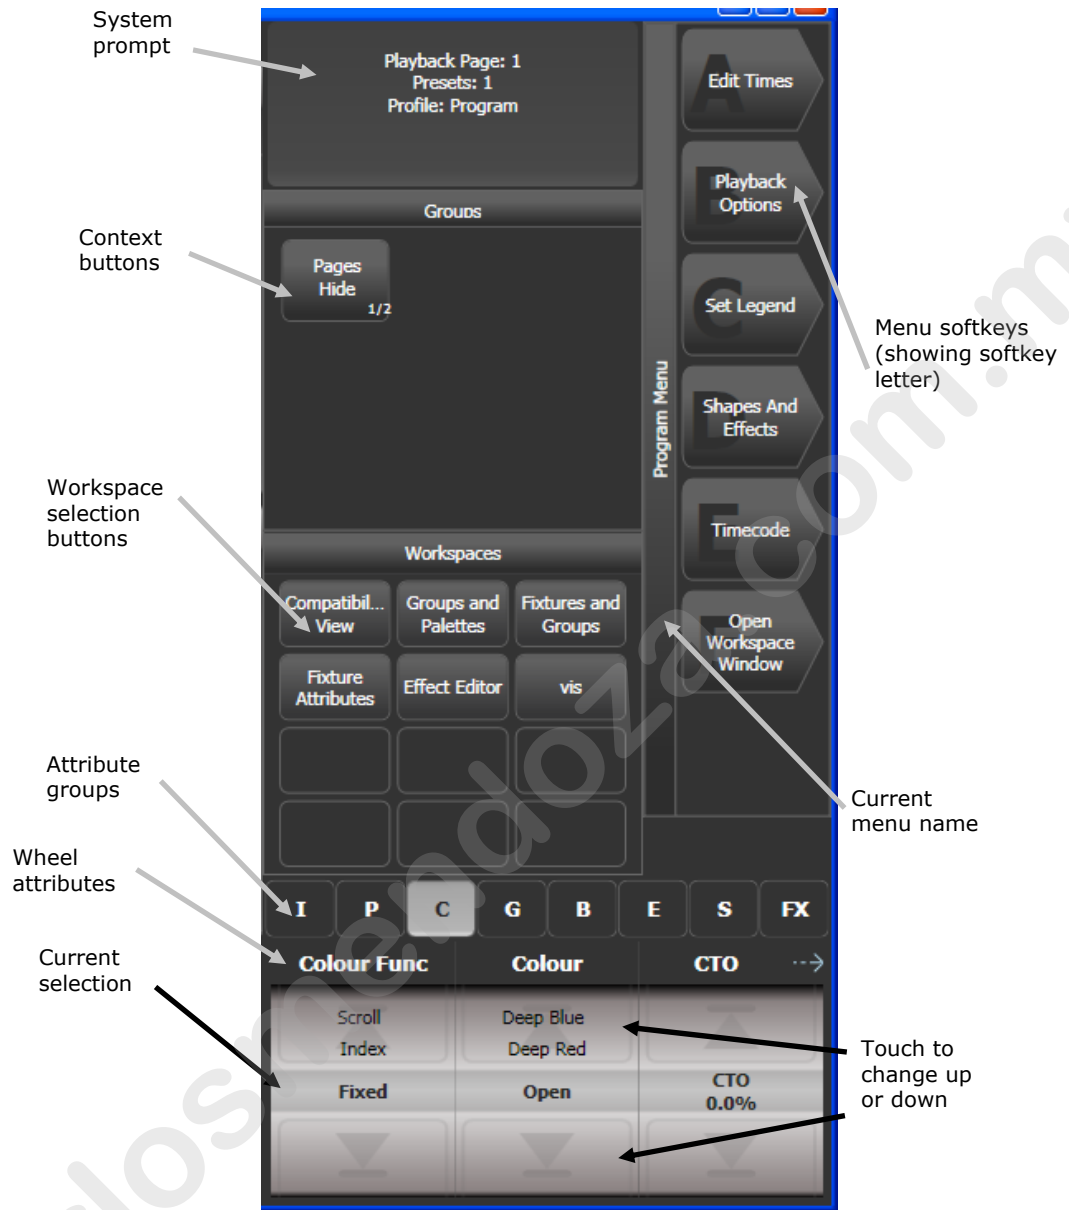 System
prompt
Playback Page: 1
Presets: 1
Profile: Program
A
Edit Times
B
Playback
Options
Groups
Context
buttons
Pages
Hide
1/2
C
Set Legend
Menu softkeys
(showing softkey
letter)
Program Menu
D
Shapes And
Effects
Workspace
selection
buttons
E
Timecode
Workspaces
Compatibil...
View
Groups and
Palettes
Fixtures and
Groups
F
Open
Workspace
Window
Fixture
Attributes
Effect Editor
vis
Attribute
groups
Current
menu name
Wheel
attributes
I P C G B E S FX
Current
selection
Colour Func
Colour
CTO
Scroll
Index
Fixed
Deep Blue
Deep Red
Open
CTO
0.0%
Touch to
change up
or down
losmendoza.com.m